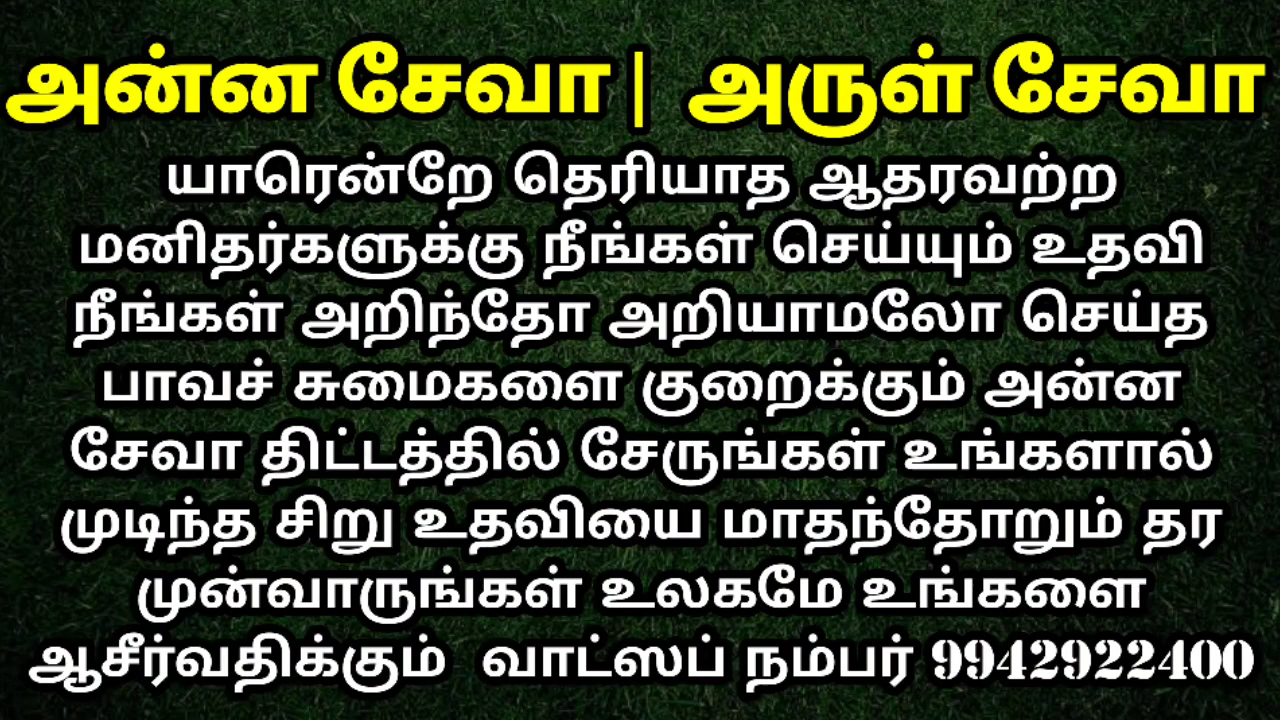 அன்ன சேவா | அருள் சேவா
யாரென்றே தெரியாத ஆதரவற்ற
மனிதர்களுக்கு நீங்கள் செய்யும் உதவி
நீங்கள் அறிந்தோ அறியாமலோ செய்த
பாவச் சுமைகளை குறைக்கும் அன்ன
சேவா திட்டத்தில் சேருங்கள் உங்களால்
முடிந்த சிறு உதவியை மாதந்தோறும் தர
முன்வாருங்கள் உலகமே உங்களை
ஆசீர்வதிக்கும் வாட்ஸப் நம்பர் 9942922400